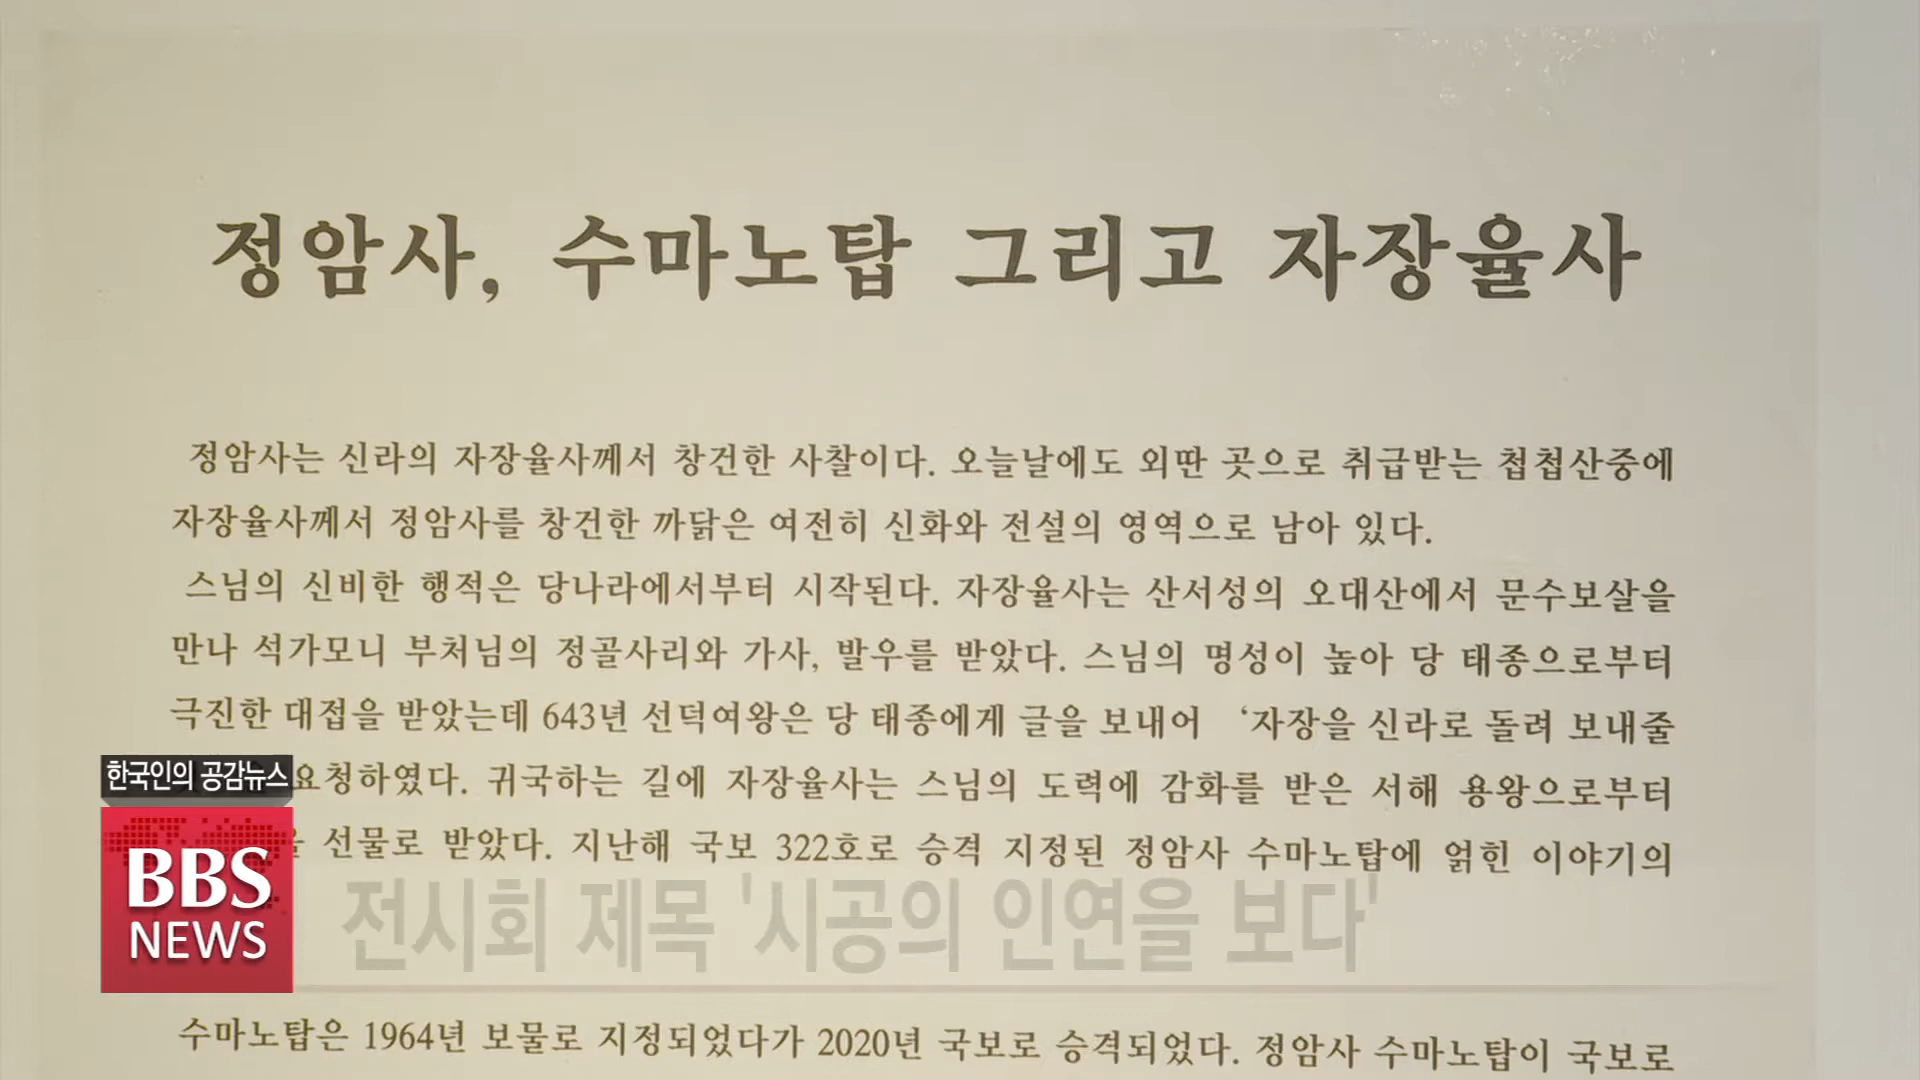 정암사, 수마노탑 그리고 자장율사
정암사는 신라의 자장율사께서 창건한 사찰이다. 오늘날에도 외딴 곳으로 취급받는 첩첩산중에
자장율사께서 정암사를 창건한 까닭은 여전히 신화와 전설의 영역으로 남아 있다.
스님의 신비한 행적은 당나라에서부터 시작된다. 자장율사는 산서성의 오대산에서 문수보살을
만나 석가모니 부처님의 정골사리와 가사, 발우를 받았다. 스님의 명성이 높아 당 태종으로부터
극진한 대접을 받았는데 643년 선덕여왕은 당 태종에게 글을 보내어 ‘자장을 신라로 돌려 보내줄
요청하였다. 귀국하는 길에 자장율사는 스님의 도력에 감화를 받은 서해 용왕으로부터
선물로 받았다. 지난해 국보 322호로 승격 지정된 정암사 수마노탑에 얽힌 이야기의
한국인의 공감뉴스
BBS
NEWS
전시회 제목 '시공의 인연을 보다'
수마노탑은 1964년 보물로 지정되었다가 2020년 국보로 승격되었다. 정암사 수마노탑이 국보로